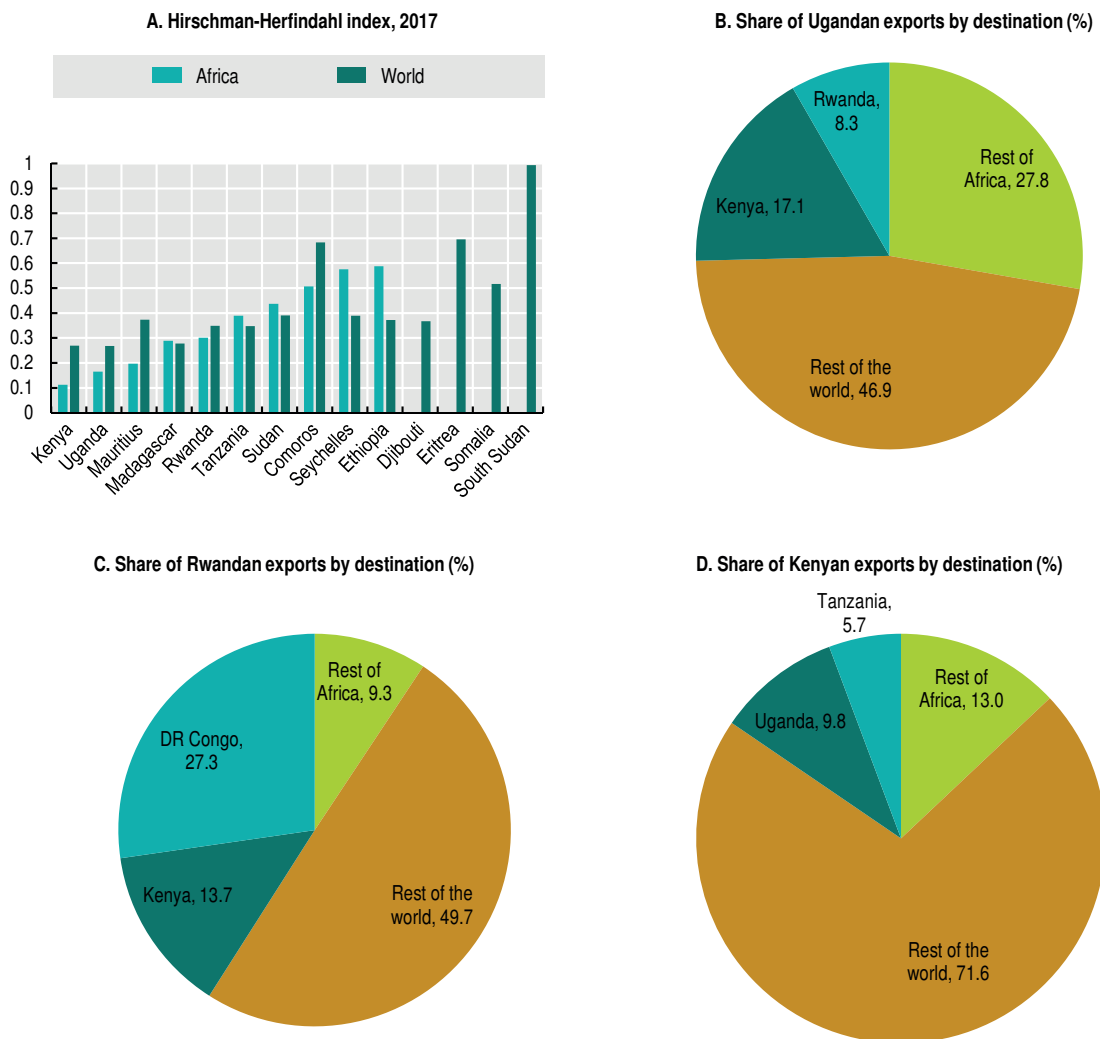 A. Hirschman-Herfindahl index, 2017
Africa
World
1
0.9
0.8
0.7
0.6
0.5
0.4
0.3
0.2
0.1
0
Kenya
Uganda
Mauritius
Madagascar
Rwanda
Tanzania
Sudan
Comoros
Seychelles
Ethiopia
Djibouti
Eritrea
Somalia
South Sudan
B. Share of Ugandan exports by destination (%)
Rwanda,
8.3
Rest of
Africa, 27.8
Kenya, 17.1
Rest of the
world, 46.9
C. Share of Rwandan exports by destination (%)
Rest of
Africa, 9.3
DR Congo,
27.3
Kenya, 13.7
Rest of the
world, 49.7
D. Share of Kenyan exports by destination (%)
Tanzania,
5.7
Rest of
Africa, 13.0
Uganda, 9.8
Rest of the
world, 71.6